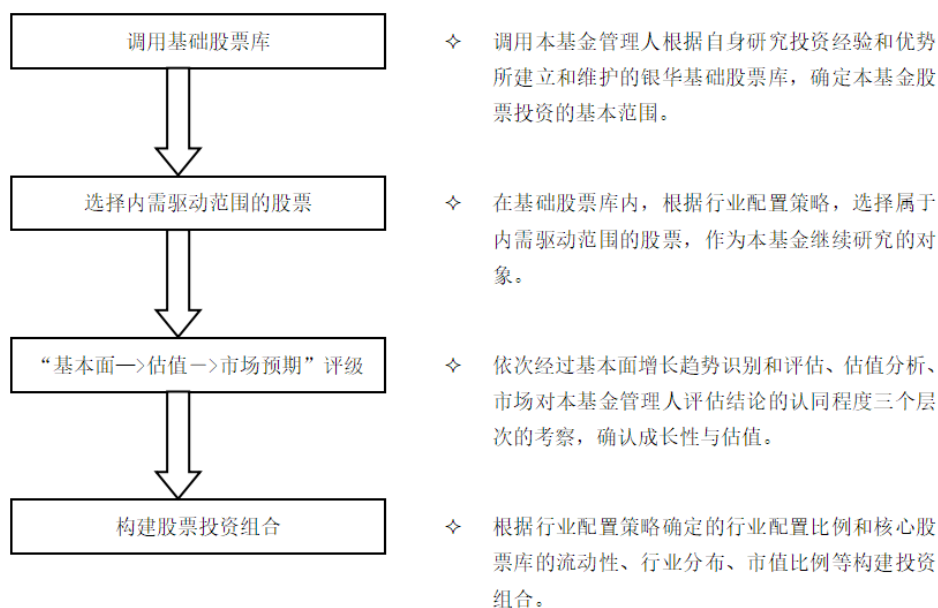 调用基础股票库
✧ 调用本基金管理人根据自身研究投资经验和优势
所建立和维护的银华基础股票库，确定本基金股
票投资的基本范围。
选择内需驱动范围的股票
✧ 在基础股票库内，根据行业配置策略，选择属于
内需驱动范围的股票，作为本基金继续研究的对
象。
“基本面—>估值—>市场预期”评级
✧ 依次经过基本面增长趋势识别和评估、估值分析、
市场对本基金管理人评估结论的认同程度三个层
次的考察，确认成长性与估值。
构建股票投资组合
✧ 根据行业配置策略确定的行业配置比例和核心股
票库的流动性、行业分布、市值比例等构建投资
组合。